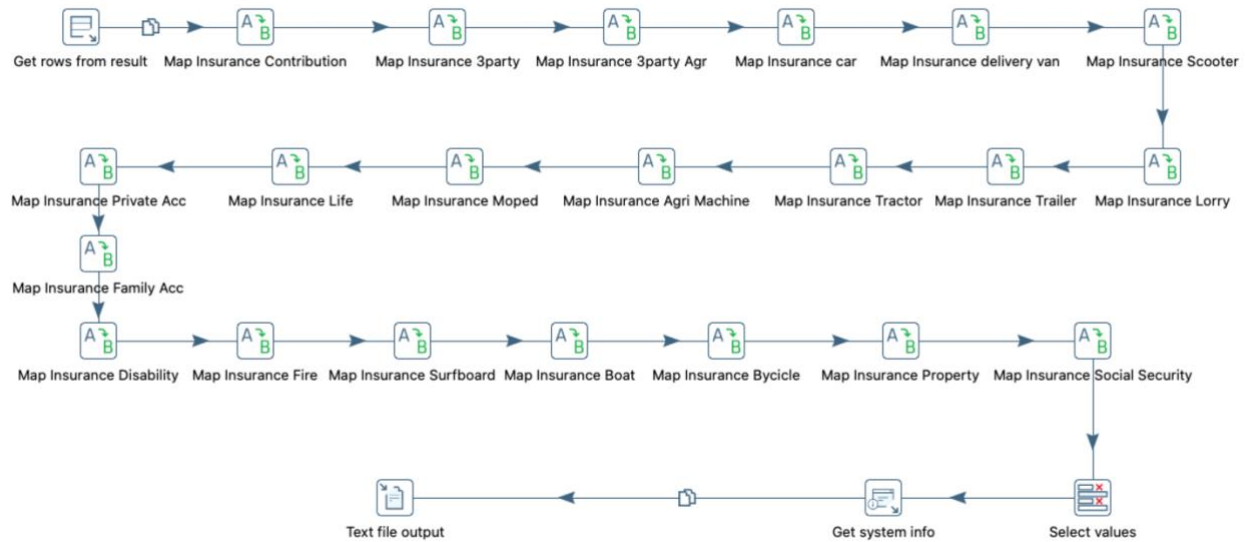 Get rows from result
Map Insurance Contribution
Map Insurance 3party
Map Insurance 3party Agr
Map Insurance car
Map Insurance delivery van
Map Insurance Scooter
Map Insurance Lorry
Map Insurance Trailer
Map Insurance Tractor
Map Insurance Agri Machine
Map Insurance Moped
Map Insurance Life
Map Insurance Private Acc
Map Insurance Family Acc
Map Insurance Disability
Map Insurance Fire
Map Insurance Surfboard
Map Insurance Boat
Map Insurance Bycicle
Map Insurance Property
Map Insurance Social Security
Select values
Get system info
Text file output